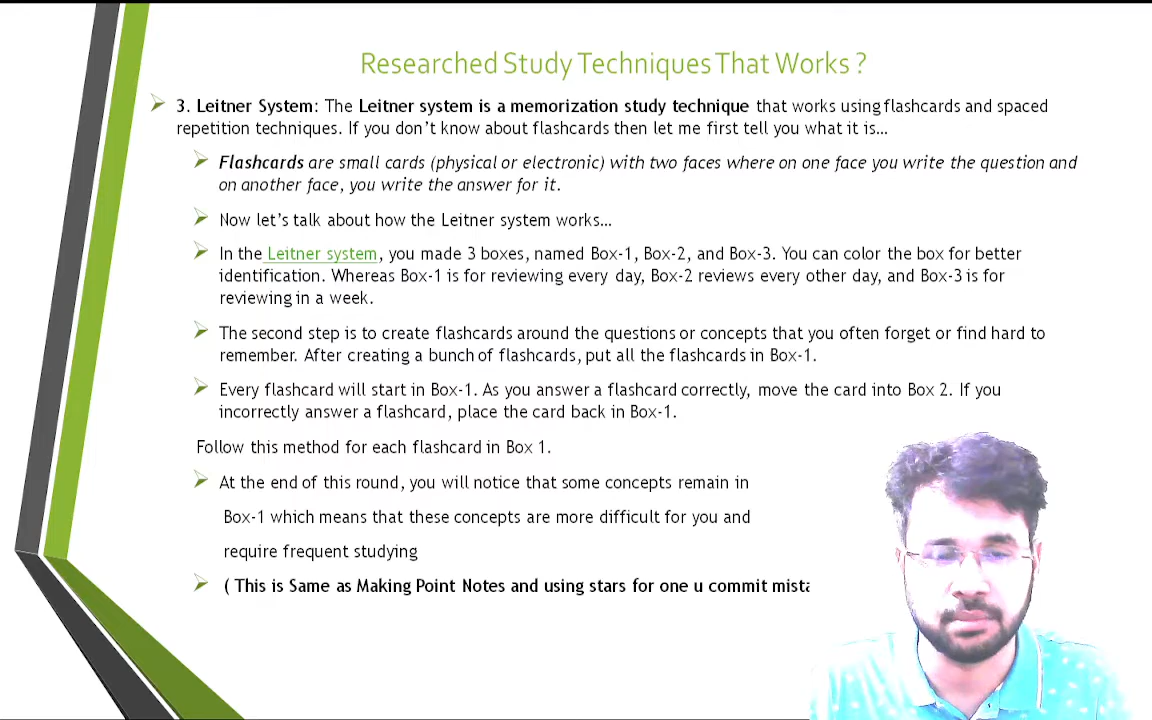 Researched Study Techniques That Works ?
3. Leitner System: The Leitner system is a memorization study technique that works using flashcards and spaced
repetition techniques. If you don't know about flashcards then let me first tell you what it is…
Flashcards are small cards (physical or electronic) with two faces where on one face you write the question and
on another face, you write the answer for it.
Now let's talk about how the Leitner system works…
In the Leitner system, you made 3 boxes, named Box-1, Box-2, and Box-3. You can color the box for better
identification. Whereas Box-1 is for reviewing every day, Box-2 reviews every other day, and Box-3 is for
reviewing in a week.
The second step is to create flashcards around the questions or concepts that you often forget or find hard to
remember. After creating a bunch of flashcards, put all the flashcards in Box-1.
Every flashcard will start in Box-1. As you answer a flashcard correctly, move the card into Box 2. If you
incorrectly answer a flashcard, place the card back in Box-1.
Follow this method for each flashcard in Box 1.
At the end of this round, you will notice that some concepts remain in
Box-1 which means that these concepts are more difficult for you and
require frequent studying
( This is Same as Making Point Notes and using stars for one u commit